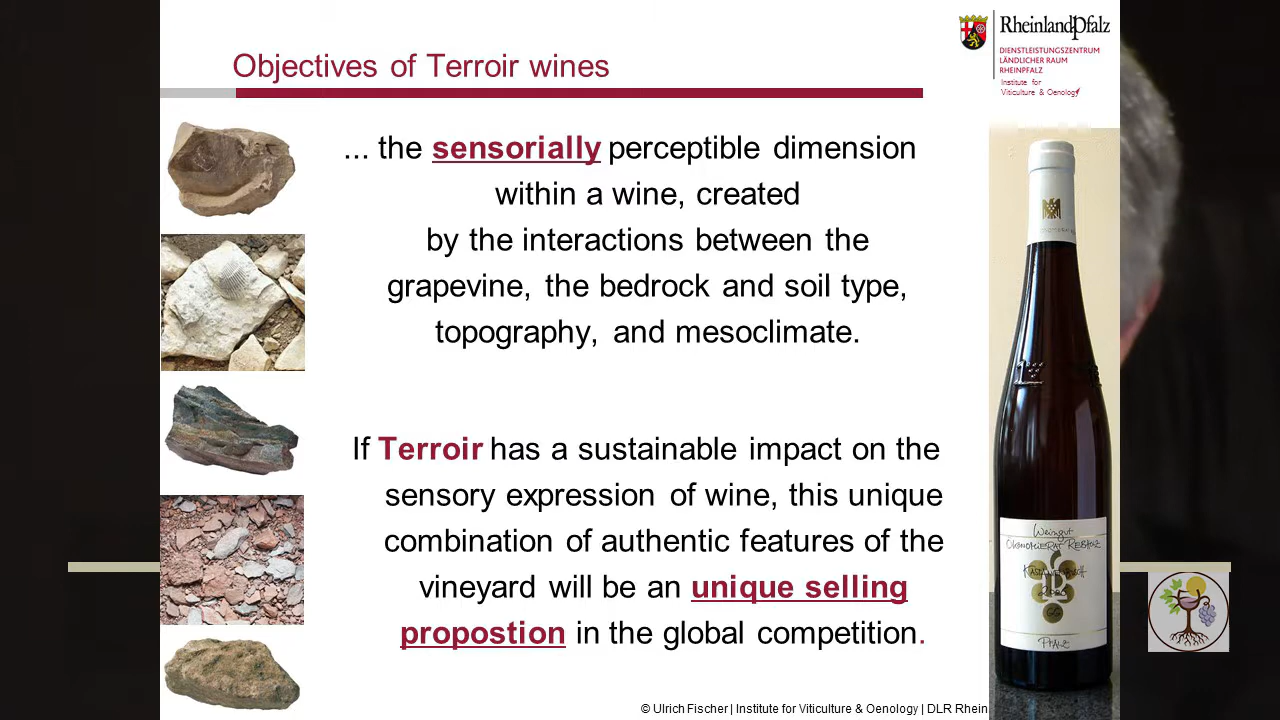 Objectives of Terroir wines
RheinlandPfalz
DIENSTLEISTUNGSZENTRUM
LÄNDLICHER RAUM
RHEINPFALZ
Institute for
Viticulture & Oenology
... the sensorially perceptible dimension
within a wine, created
by the interactions between the
grapevine, the bedrock and soil type,
topography, and mesoclimate.
If Terroir has a sustainable impact on the
sensory expression of wine, this unique
combination of authentic features of the
vineyard will be an unique selling
propostion in the global competition.
Weingut
ÖKONOMIERAT REBHOLZ
GG
PFALZ
© Ulrich Fischer | Institute for Viticulture & Oenology | DLR Rhein